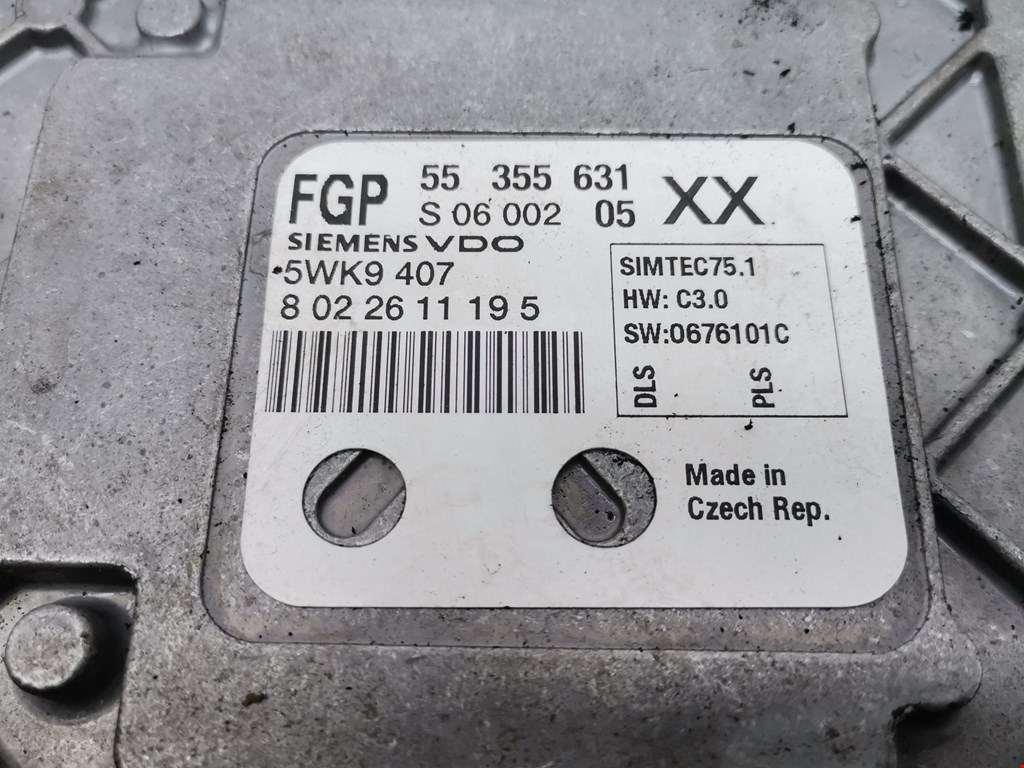 FGP 55 355 631 XX
S 06 002 05
SIEMENS VDO
5WK9 407
8 02 26 11 19 5
SIMTEC75.1
HW: C3.0
SW:0676101C
DLS PLS
Made in
Czech Rep.